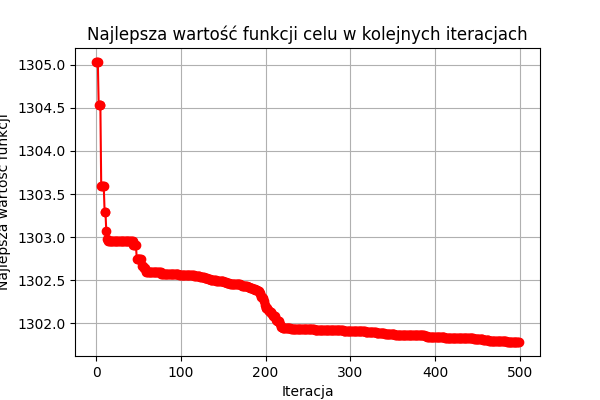 Najlepsza wartość funkcji celu w kolejnych iteracjach
Najlepsza wartość funkcji
1305.0
1304.5
1304.0
1303.5
1303.0
1302.5
1302.0
0 100 200 300 400 500
Iteracja